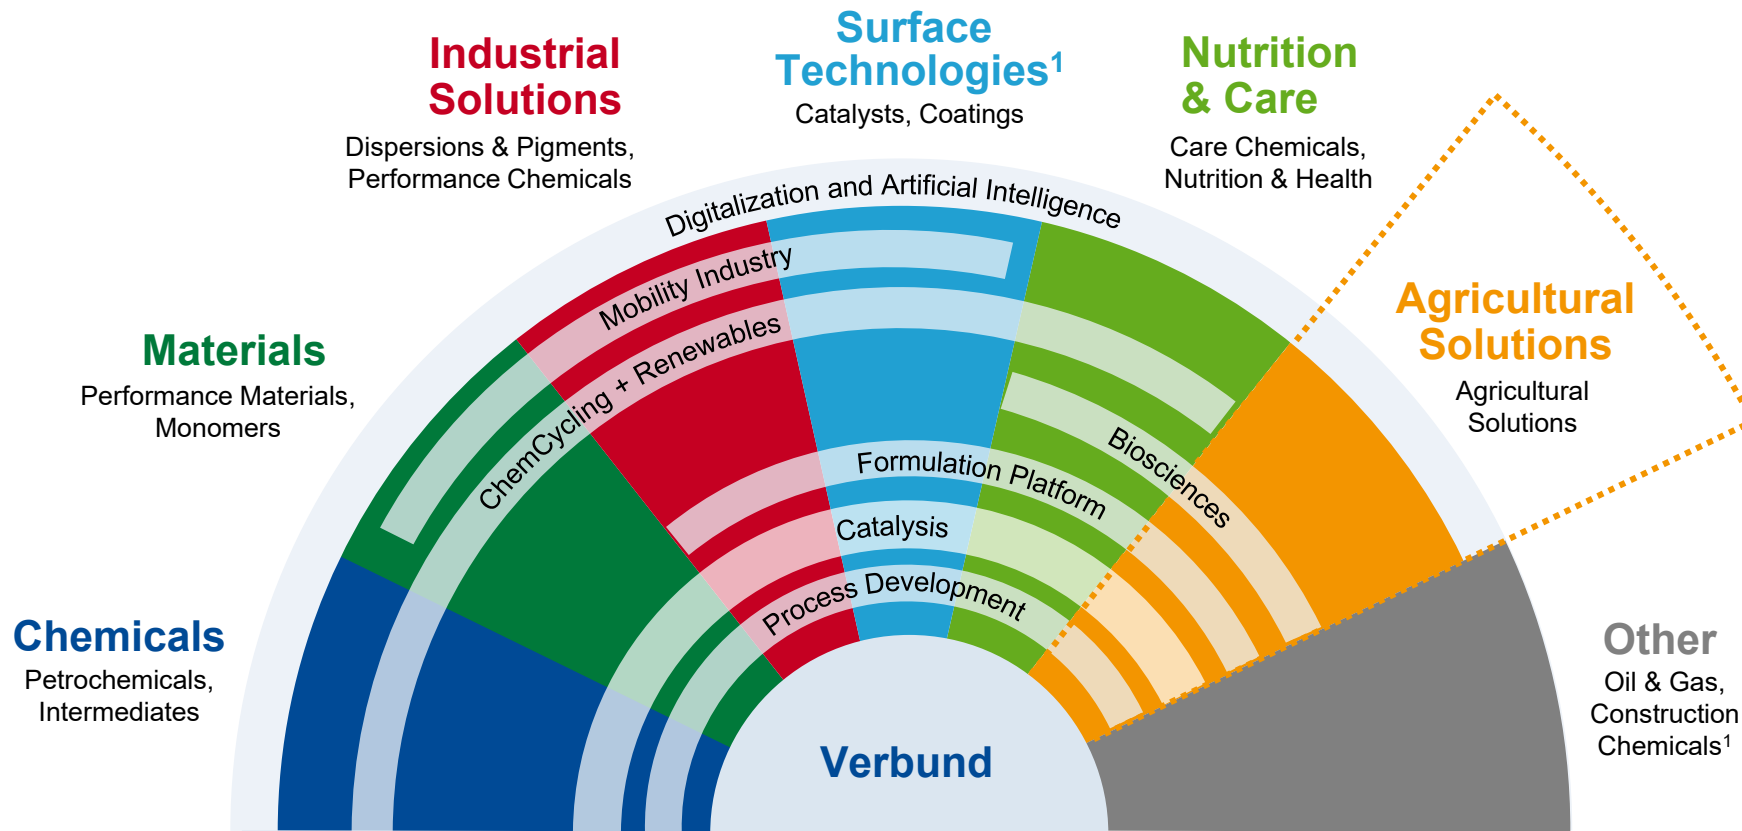 Industrial
Solutions
Dispersions & Pigments,
Performance Chemicals
Surface
Technologies¹
Catalysts, Coatings
Nutrition
& Care
Care Chemicals,
Nutrition & Health
Materials
Performance Materials,
Monomers
Agricultural
Solutions
Agricultural
Solutions
Chemicals
Petrochemicals,
Intermediates
Other
Oil & Gas,
Construction
Chemicals¹
Digitalization and Artificial Intelligence
Mobility Industry
ChemCycling + Renewables
Biosciences
Formulation Platform
Catalysis
Process Development
Verbund